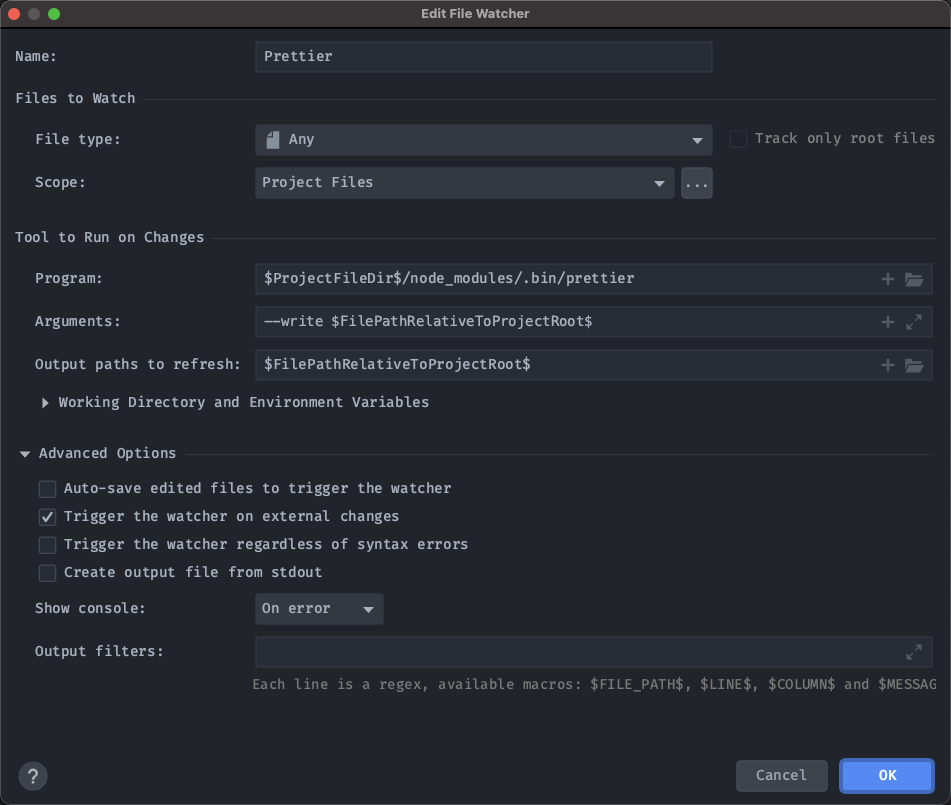 Edit File Watcher
Name: Prettier
Files to Watch
File type: Any Track only root files
Scope: Project Files ...
Tool to Run on Changes
Program: $ProjectFileDir$/node_modules/.bin/prettier
Arguments: --write $FilePathRelativeToProjectRoot$
Output paths to refresh: $FilePathRelativeToProjectRoot$
Working Directory and Environment Variables
Advanced Options
Auto-save edited files to trigger the watcher
Trigger the watcher on external changes
Trigger the watcher regardless of syntax errors
Create output file from stdout
Show console: On error
Output filters:
Each line is a regex, available macros: $FILE_PATH$, $LINE$, $COLUMN$ and $MESSAG
? Cancel OK